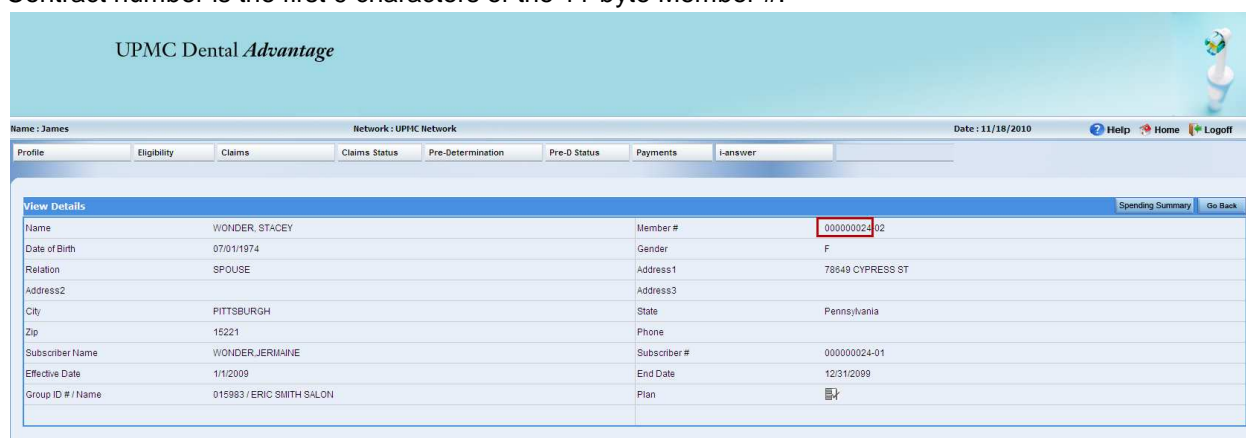 Contract number is the first 9 characters of the 11-byte Member #.
UPMC Dental Advantage
Name : James Network : UPMC Network Date : 11/18/2010 Help Home Logoff
Profile Eligibility Claims Claims Status Pre-Determination Pre-D Status Payments i-answer
View Details Spending Summary Go Back
Name WONDER, STACEY Member # 000000024-02
Date of Birth 07/01/1974 Gender F
Relation SPOUSE Address1 78649 CYPRESS ST
Address2 Address3
City PITTSBURGH State Pennsylvania
Zip 15221 Phone
Subscriber Name WONDER,JERMAINE Subscriber # 000000024-01
Effective Date 1/1/2009 End Date 12/31/2099
Group ID # / Name 015983 / ERIC SMITH SALON Plan